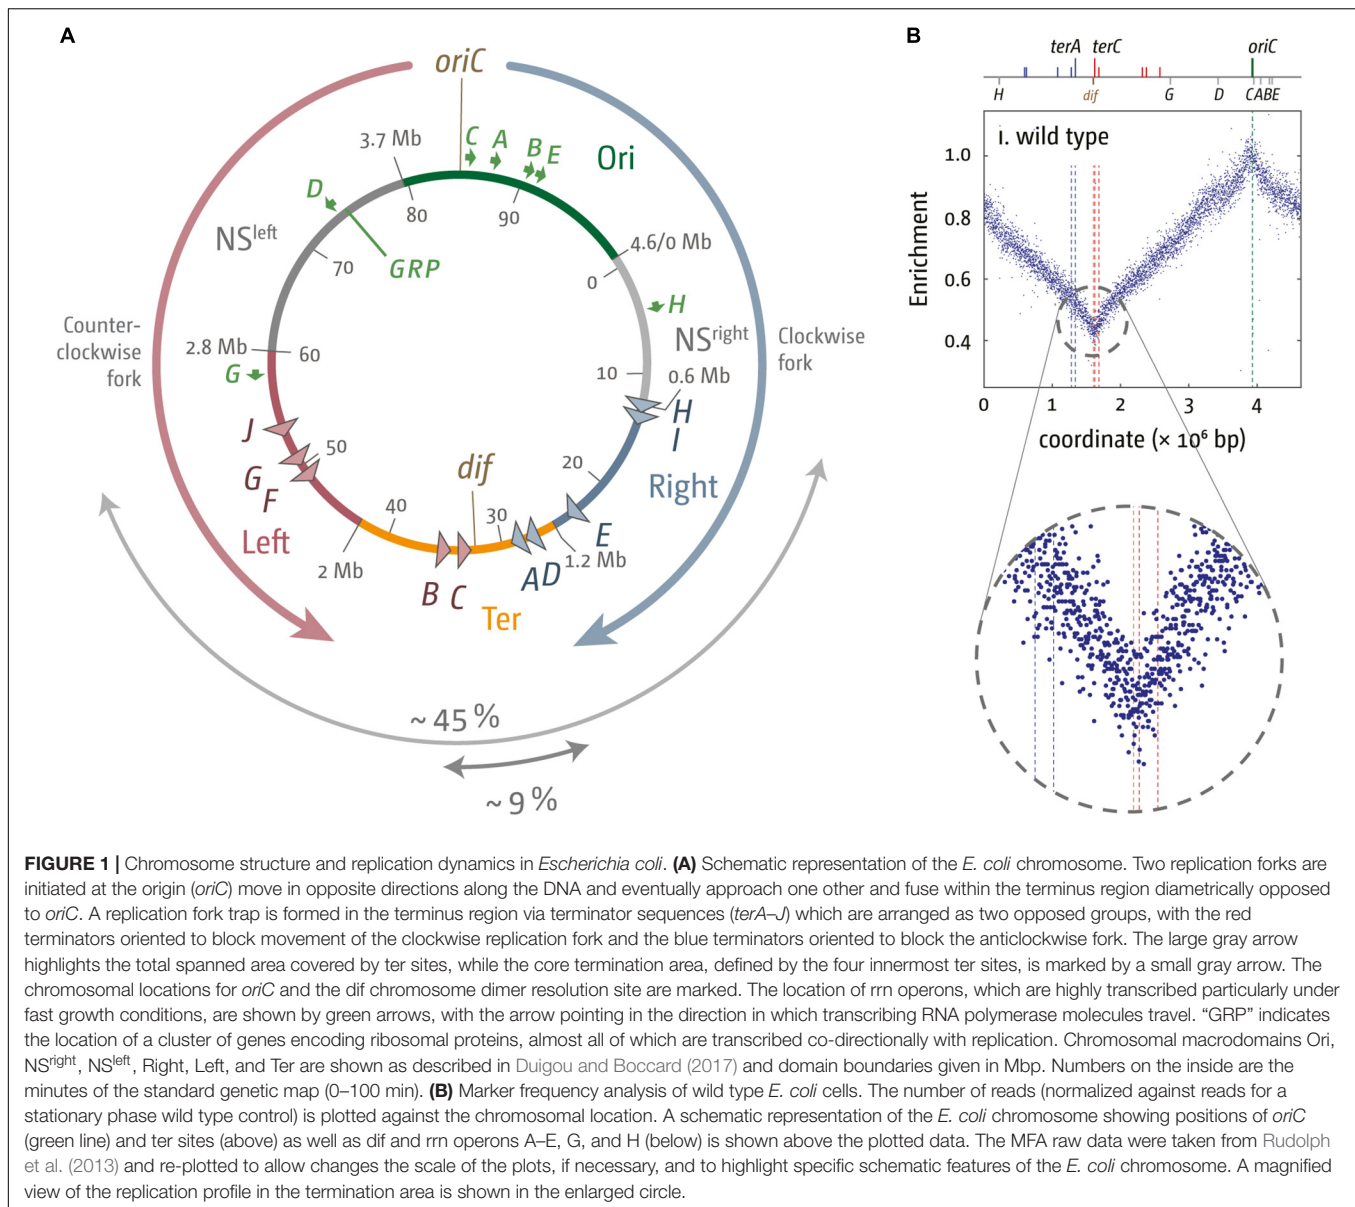 A
oriC
C
A
B
E
Ori
3.7 Mb
80
90
D
NSleft
GRP
70
4.6/0 Mb
0
H
NSright
Counter-
clockwise
fork
Clockwise
fork
2.8 Mb
60
G
10
0.6 Mb
H
I
J
50
G
F
Left
dif
20
Right
40
30
E
2 Mb
1.2 Mb
B
C
A
D
Ter
~45%
~9%
B
terA
terC
oriC
H
dif
G
D
CABE
i. wild type
Enrichment
1.0
0.8
0.6
0.4
0
1
2
3
4
coordinate (× 10⁶ bp)
FIGURE 1 | Chromosome structure and replication dynamics in Escherichia coli. (A) Schematic representation of the E. coli chromosome. Two replication forks are
initiated at the origin (oriC) move in opposite directions along the DNA and eventually approach one other and fuse within the terminus region diametrically opposed
to oriC. A replication fork trap is formed in the terminus region via terminator sequences (terA–J) which are arranged as two opposed groups, with the red
terminators oriented to block movement of the clockwise replication fork and the blue terminators oriented to block the anticlockwise fork. The large gray arrow
highlights the total spanned area covered by ter sites, while the core termination area, defined by the four innermost ter sites, is marked by a small gray arrow. The
chromosomal locations for oriC and the dif chromosome dimer resolution site are marked. The location of rrn operons, which are highly transcribed particularly under
fast growth conditions, are shown by green arrows, with the arrow pointing in the direction in which transcribing RNA polymerase molecules travel. “GRP” indicates
the location of a cluster of genes encoding ribosomal proteins, almost all of which are transcribed co-directionally with replication. Chromosomal macrodomains Ori,
NSright, NSleft, Right, Left, and Ter are shown as described in Duigou and Boccard (2017) and domain boundaries given in Mbp. Numbers on the inside are the
minutes of the standard genetic map (0–100 min). (B) Marker frequency analysis of wild type E. coli cells. The number of reads (normalized against reads for a
stationary phase wild type control) is plotted against the chromosomal location. A schematic representation of the E. coli chromosome showing positions of oriC
(green line) and ter sites (above) as well as dif and rrn operons A–E, G, and H (below) is shown above the plotted data. The MFA raw data were taken from Rudolph
et al. (2013) and re-plotted to allow changes the scale of the plots, if necessary, and to highlight specific schematic features of the E. coli chromosome. A magnified
view of the replication profile in the termination area is shown in the enlarged circle.